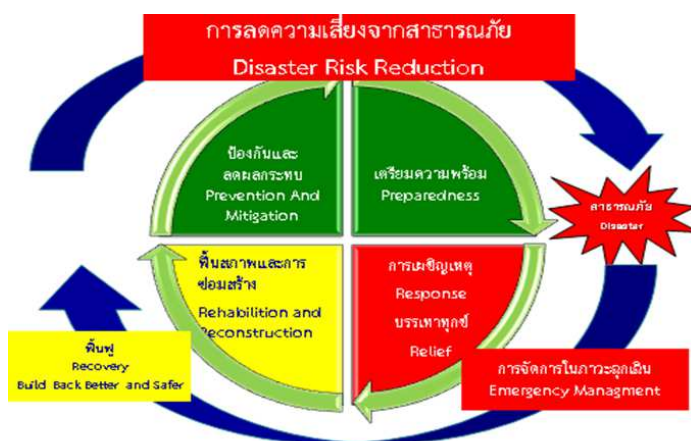 การลดความเสี่ยงจากสาธารณภัย
Disaster Risk Reduction
ป้องกันและ
ลดผลกระทบ
Prevention And
Mitigation
เตรียมความพร้อม
Preparedness
สาธารณภัย
Disaster
ฟื้นสภาพและการ
ซ่อมสร้าง
Rehabilition and
Reconstruction
การเผชิญเหตุ
Response
บรรเทาทุกข์
Relief
ฟื้นฟู
Recovery
Build Back Better and Safer
การจัดการในภาวะฉุกเฉิน
Emergency Managment